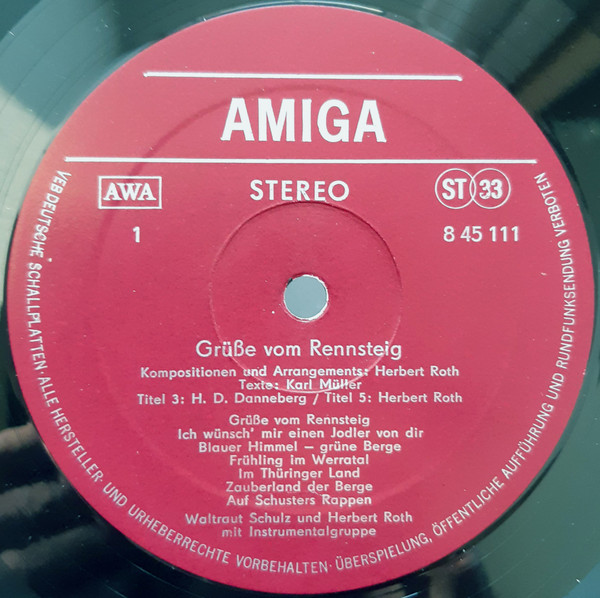 AMIGA
AWA
STEREO
ST 33
1
8 45 111
Grüße vom Rennsteig
Kompositionen und Arrangements: Herbert Roth
Texte: Karl Müller
Titel 3: H. D. Danneberg / Titel 5: Herbert Roth
Grüße vom Rennsteig
Ich wünsch' mir einen Jodler von dir
Blauer Himmel – grüne Berge
Frühling im Werratal
Im Thüringer Land
Zauberland der Berge
Auf Schusters Rappen
Waltraut Schulz und Herbert Roth
mit Instrumentalgruppe
VEB DEUTSCHE SCHALLPLATTEN · ALLE HERSTELLER- UND URHEBERRECHTE VORBEHALTEN · ÜBERSPIELUNG, ÖFFENTLICHE AUFFÜHRUNG UND RUNDFUNKSENDUNG VERBOTEN